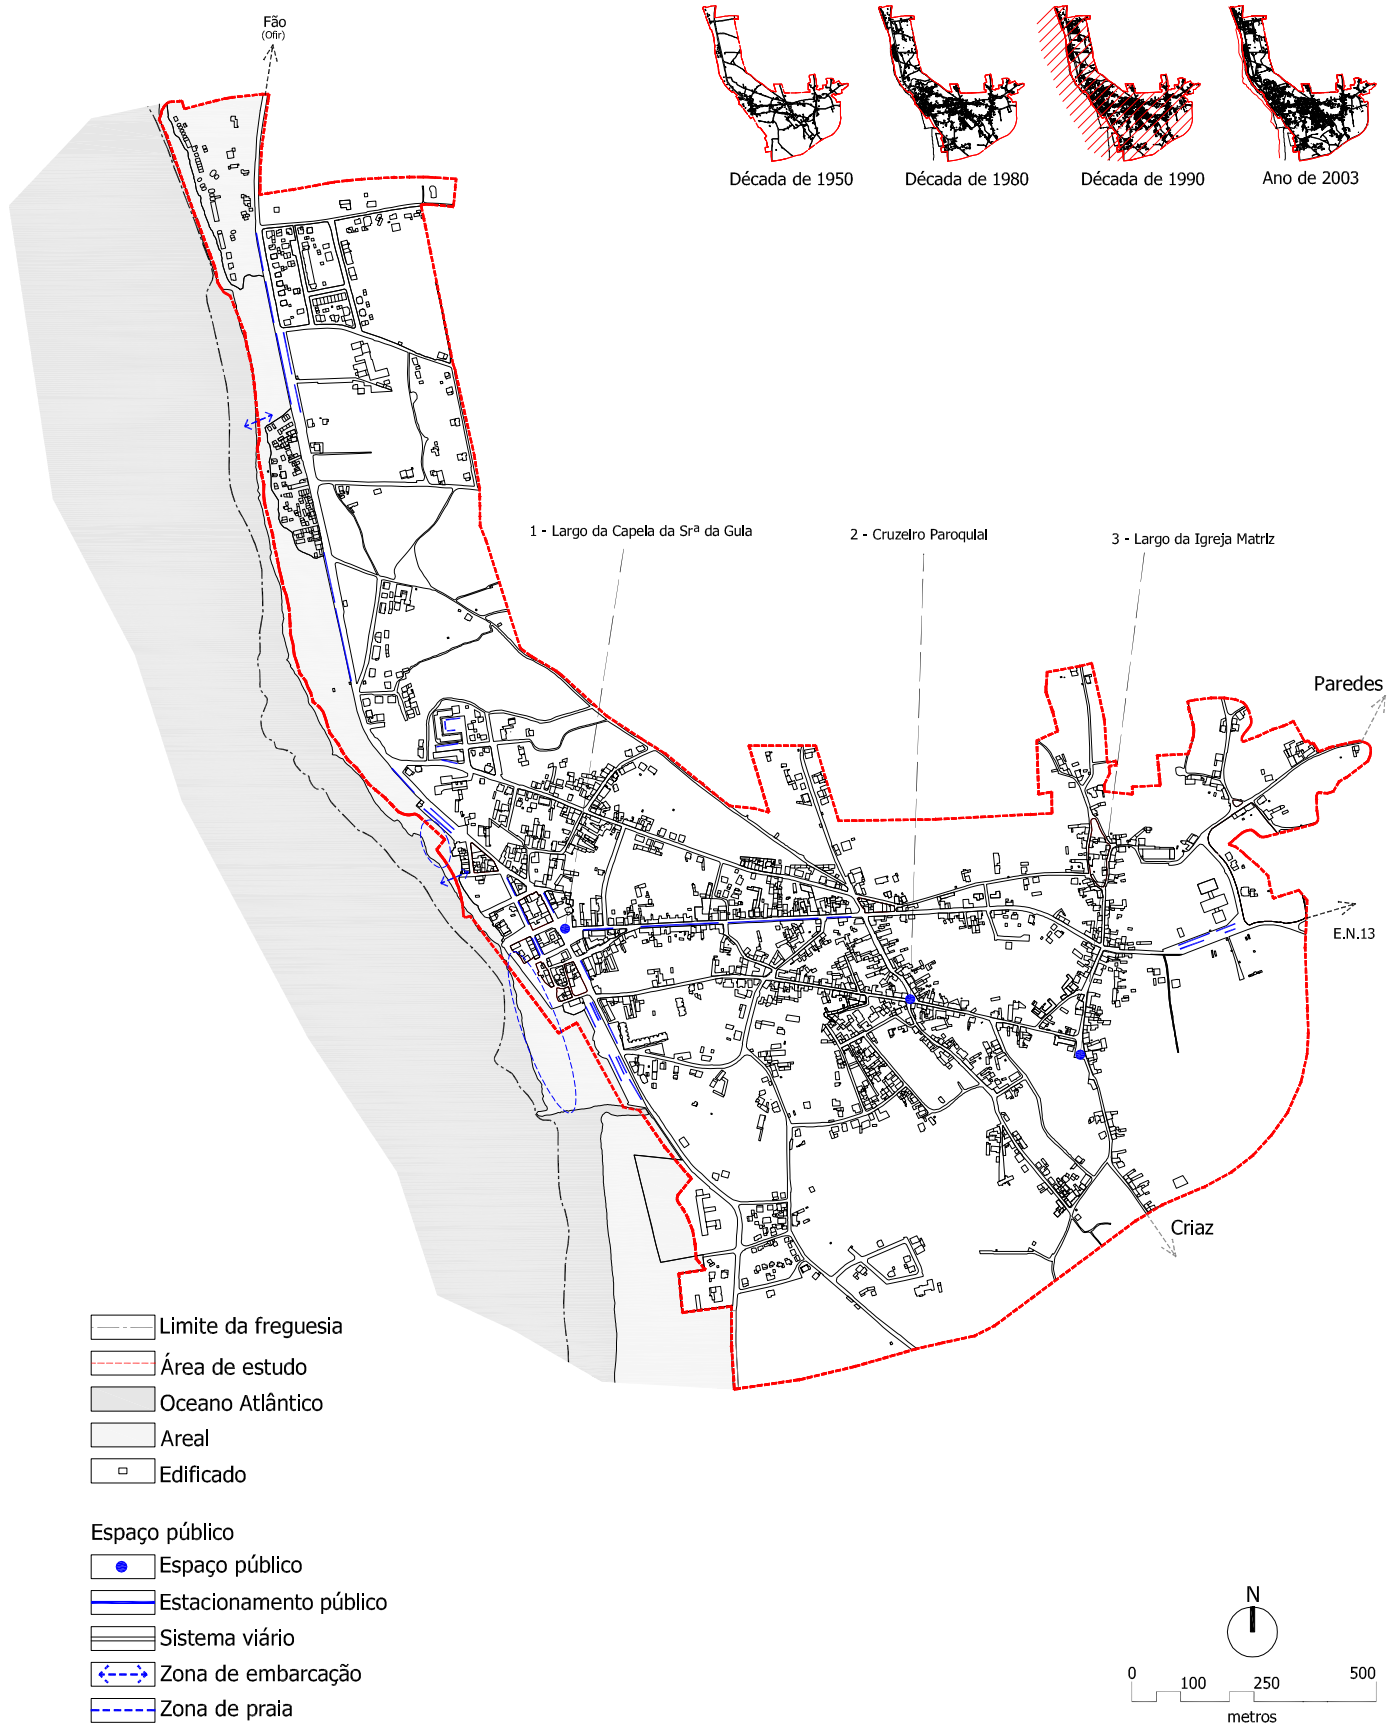 Fão
(Ofir)
Década de 1950
Década de 1980
Década de 1990
Ano de 2003
1 - Largo da Capela da Srª da Guia
2 - Cruzeiro Paroquial
3 - Largo da Igreja Matriz
Paredes
E.N.13
Criaz
Limite da freguesia
Área de estudo
Oceano Atlântico
Areal
Edificado
Espaço público
Espaço público
Estacionamento público
Sistema viário
Zona de embarcação
Zona de praia
N
0 100 250 500
metros